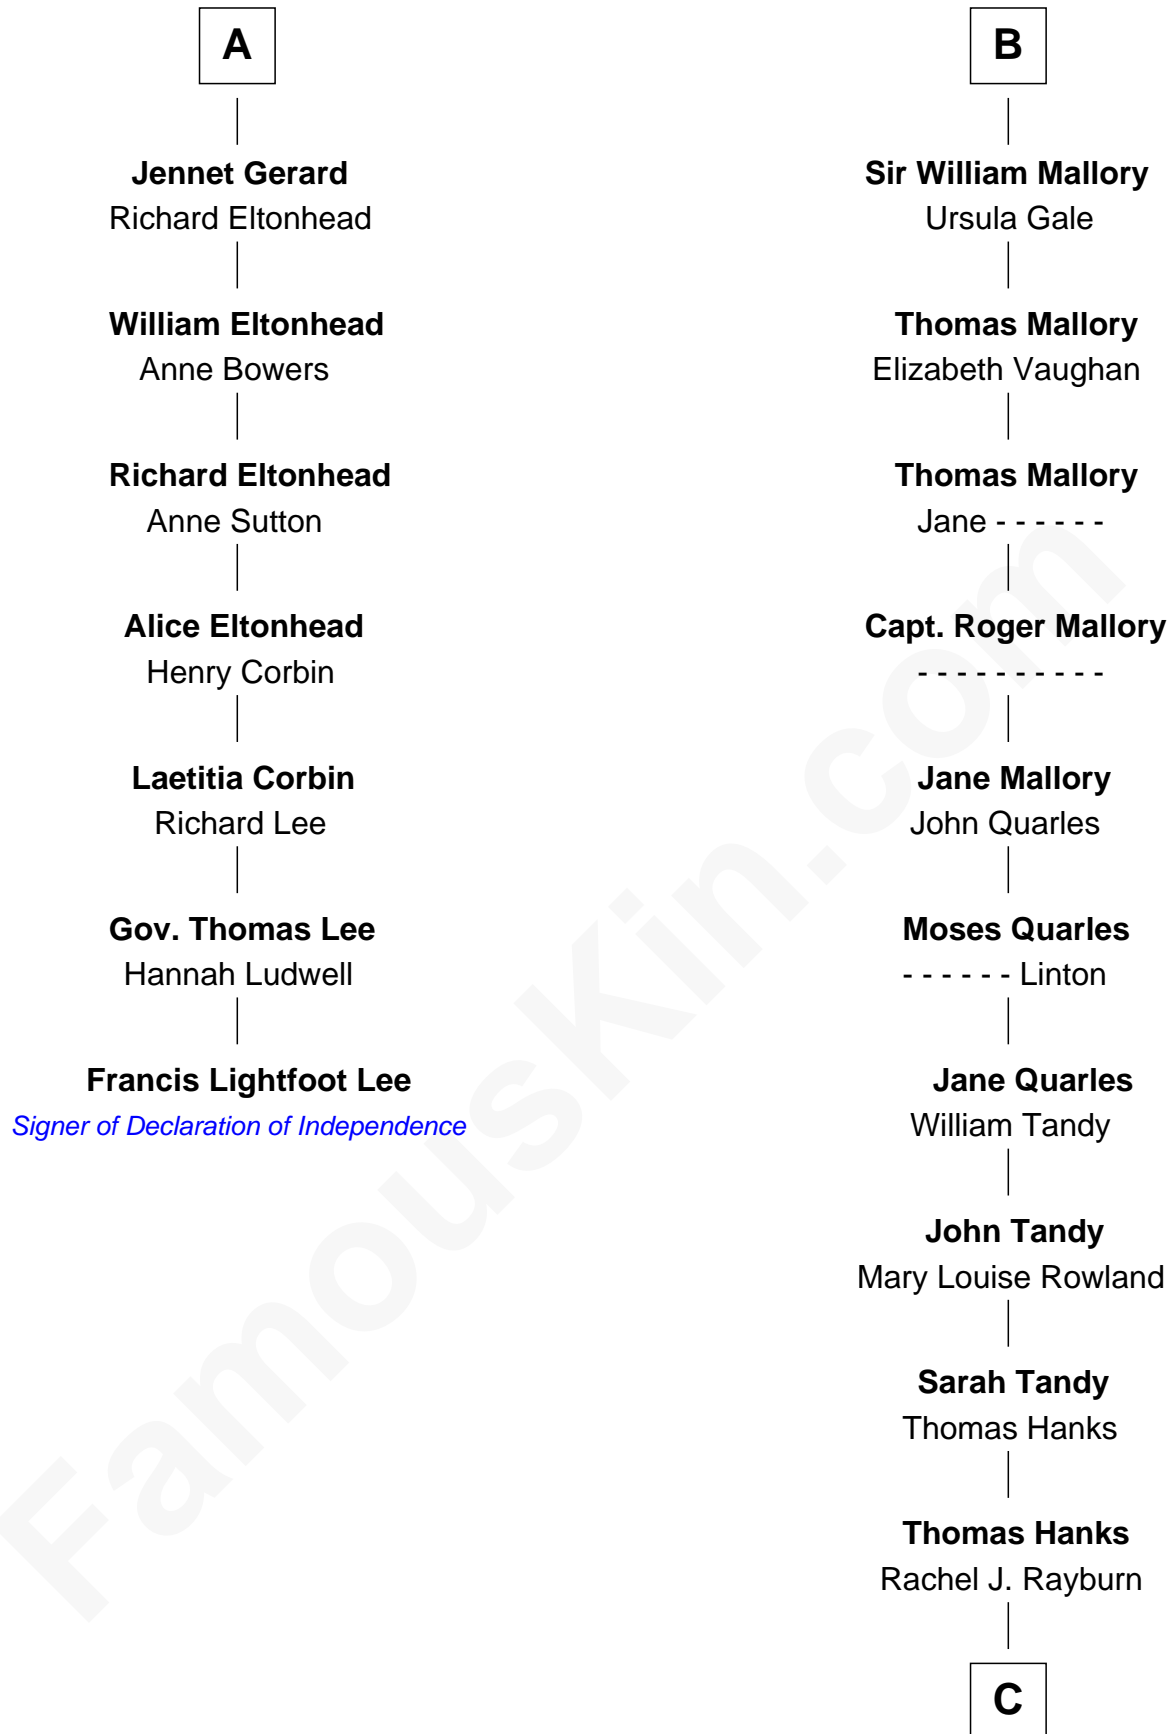 A
Jennet Gerard
Richard Eltonhead
William Eltonhead
Anne Bowers
Richard Eltonhead
Anne Sutton
Alice Eltonhead
Henry Corbin
Laetitia Corbin
Richard Lee
Gov. Thomas Lee
Hannah Ludwell
Francis Lightfoot Lee
Signer of Declaration of Independence
B
Sir William Mallory
Ursula Gale
Thomas Mallory
Elizabeth Vaughan
Thomas Mallory
Jane - - - - - -
Capt. Roger Mallory
- - - - - - - - - -
Jane Mallory
John Quarles
Moses Quarles
- - - - - - Linton
Jane Quarles
William Tandy
John Tandy
Mary Louise Rowland
Sarah Tandy
Thomas Hanks
Thomas Hanks
Rachel J. Rayburn
C
FamousKin.com